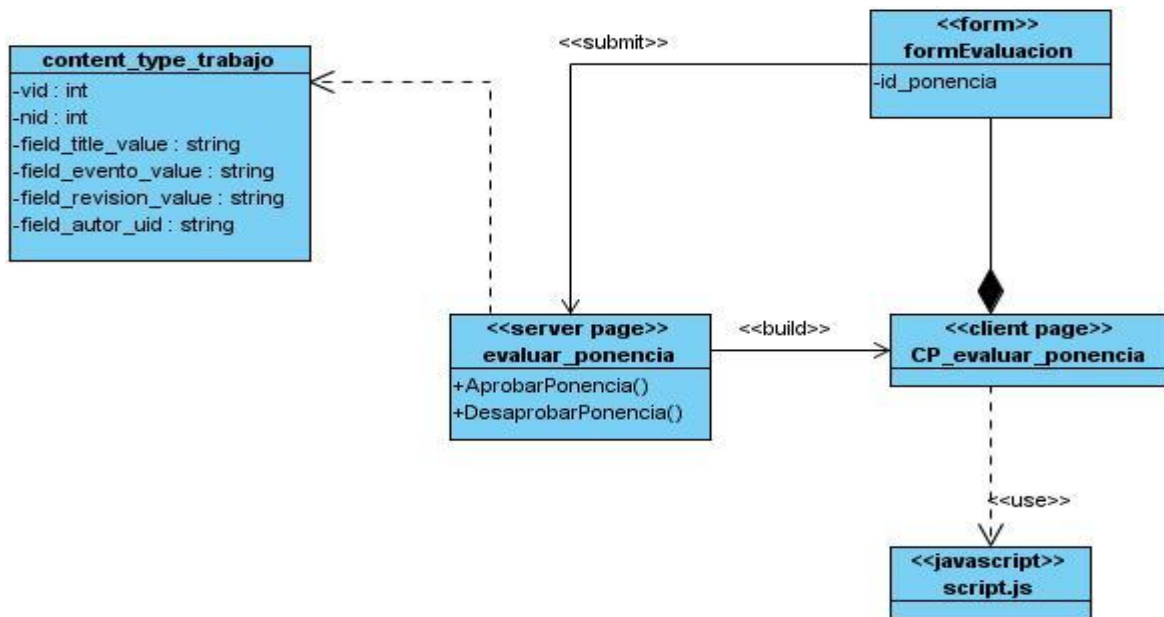 <<form>>
formEvaluacion
-id_ponencia
<<submit>>
content_type_trabajo
-vid : int
-nid : int
-field_title_value : string
-field_evento_value : string
-field_revision_value : string
-field_autor_uid : string
<<server page>>
evaluar_ponencia
+AprobarPonencia()
+DesaprobarPonencia()
<<build>>
<<client page>>
CP_evaluar_ponencia
<<use>>
<<javascript>>
script.js